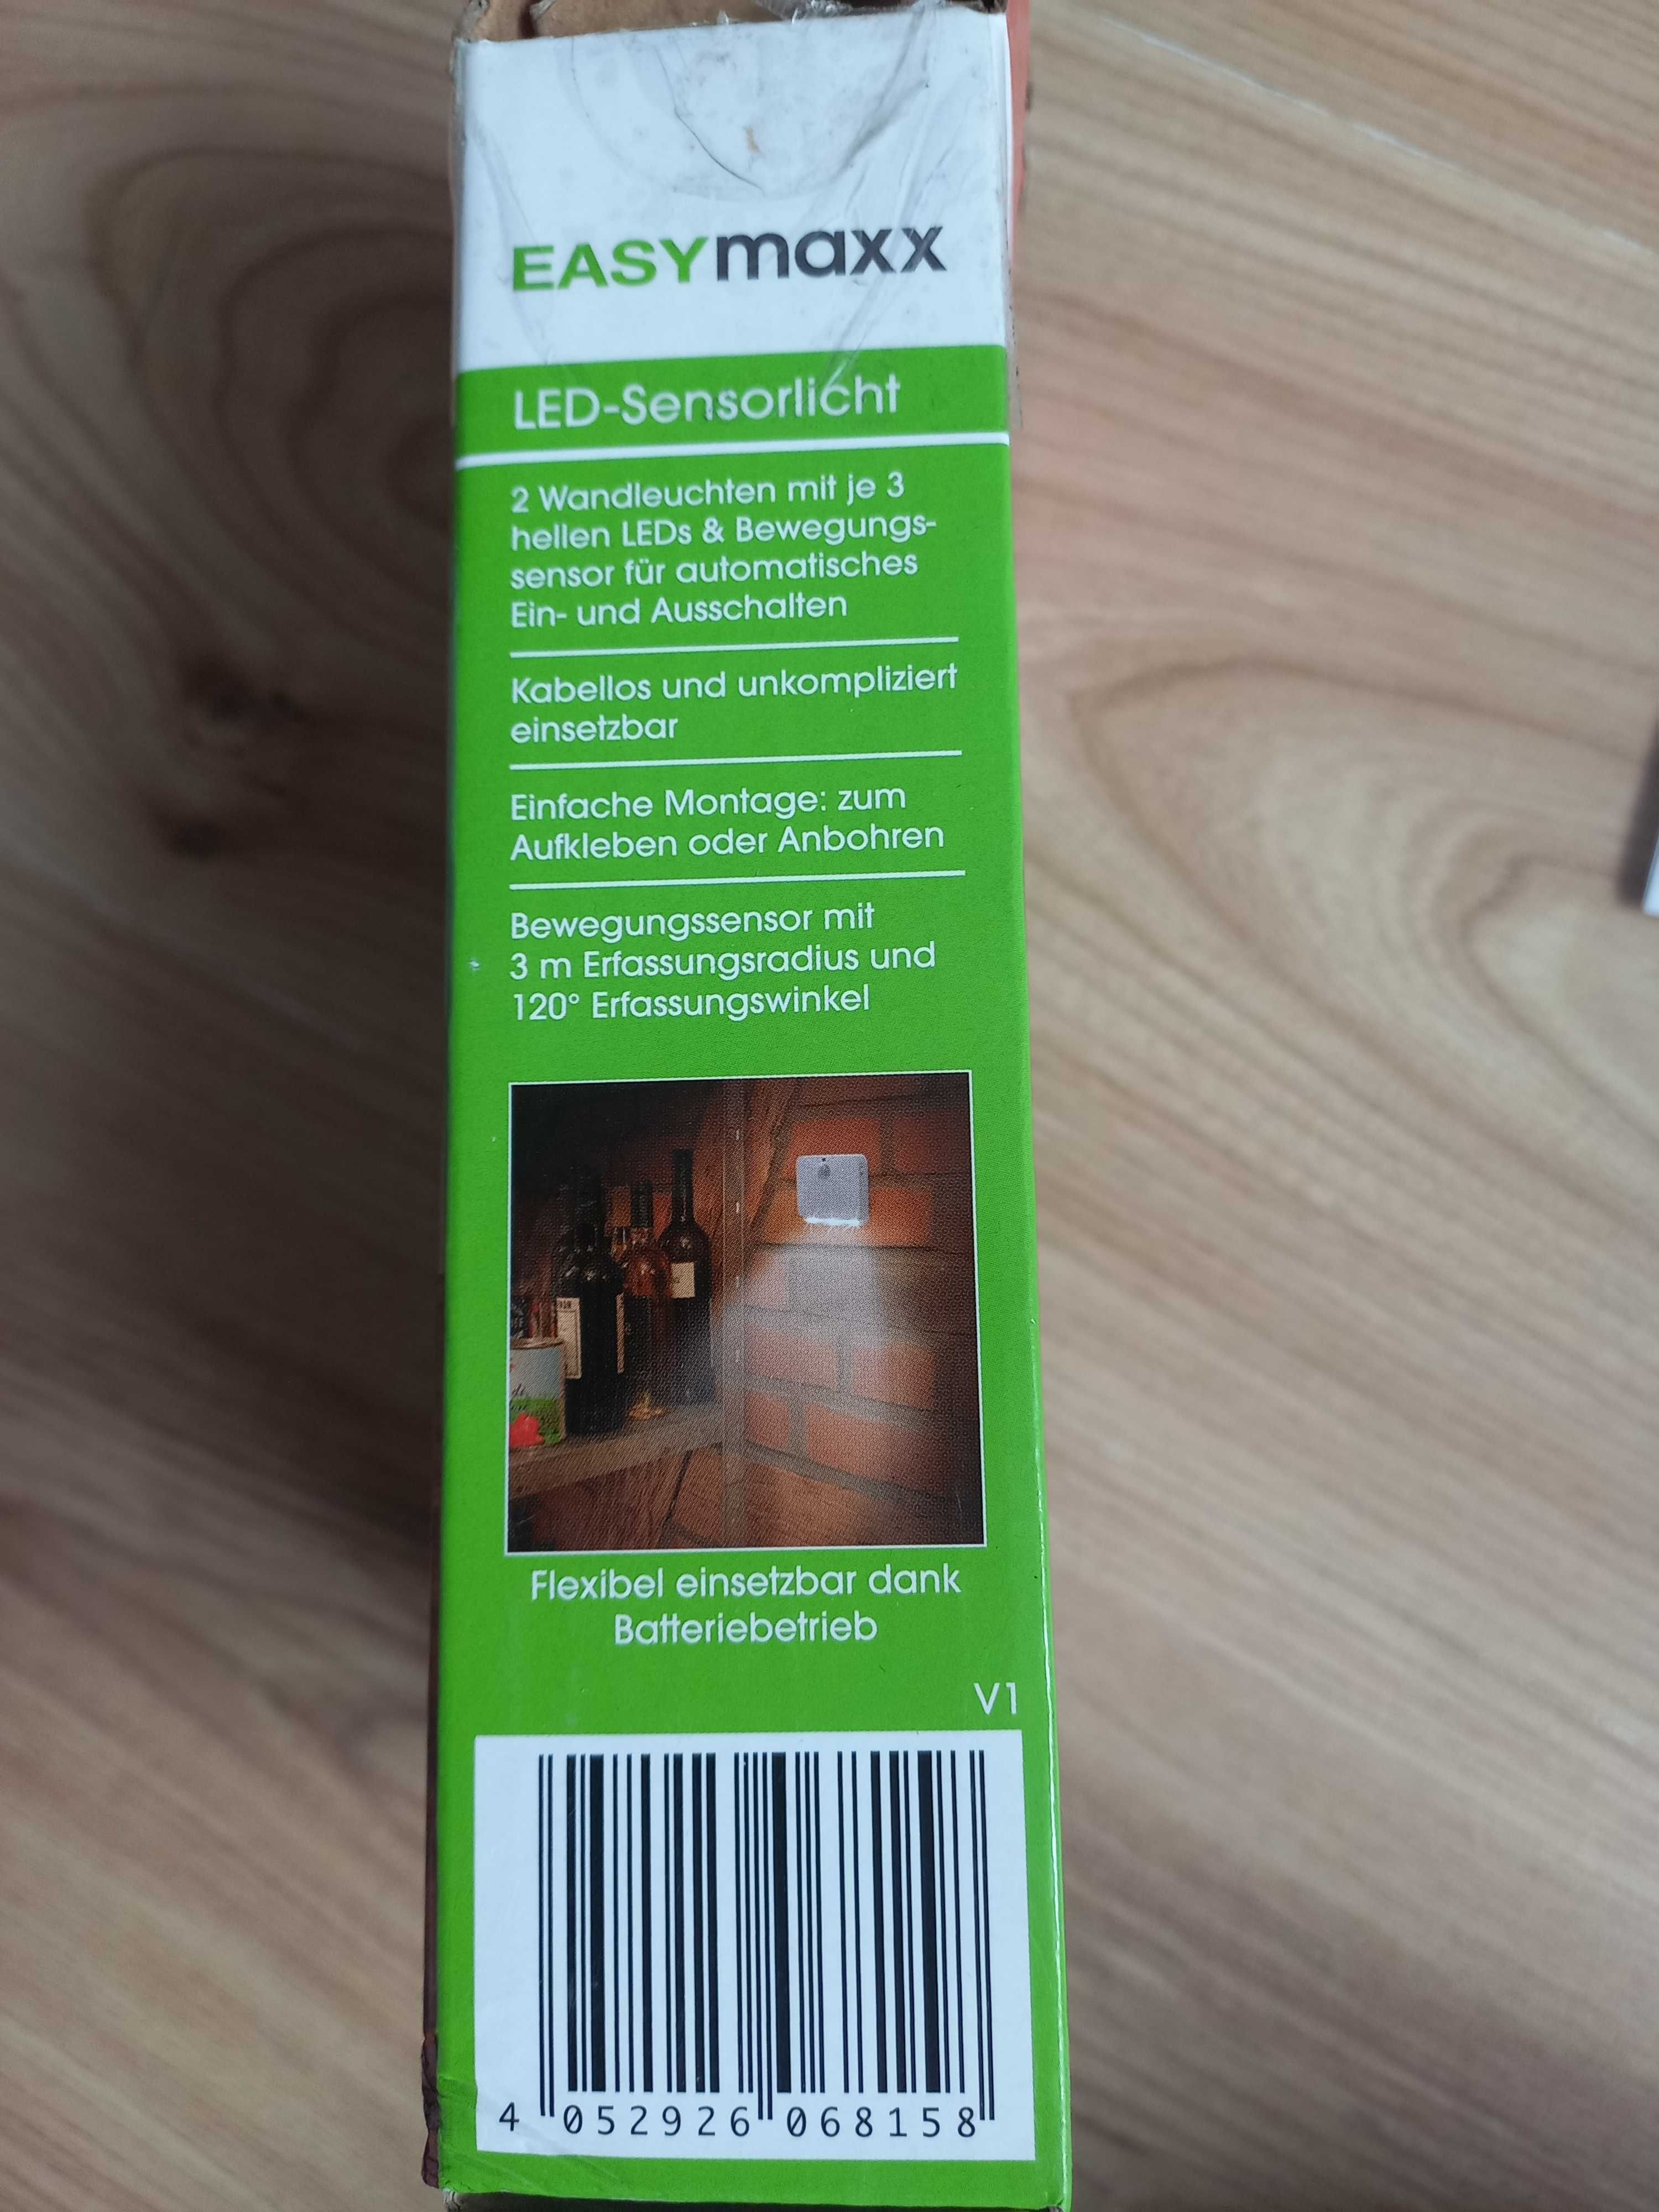 EASYmaxx
LED-Sensorlicht
2 Wandleuchten mit je 3
hellen LEDs & Bewegungs-
sensor für automatisches
Ein- und Ausschalten
Kabellos und unkompliziert
einsetzbar
Einfache Montage: zum
Aufkleben oder Anbohren
Bewegungssensor mit
3 m Erfassungsradius und
120° Erfassungswinkel
Flexibel einsetzbar dank
Batteriebetrieb
V1
4 052926 068158